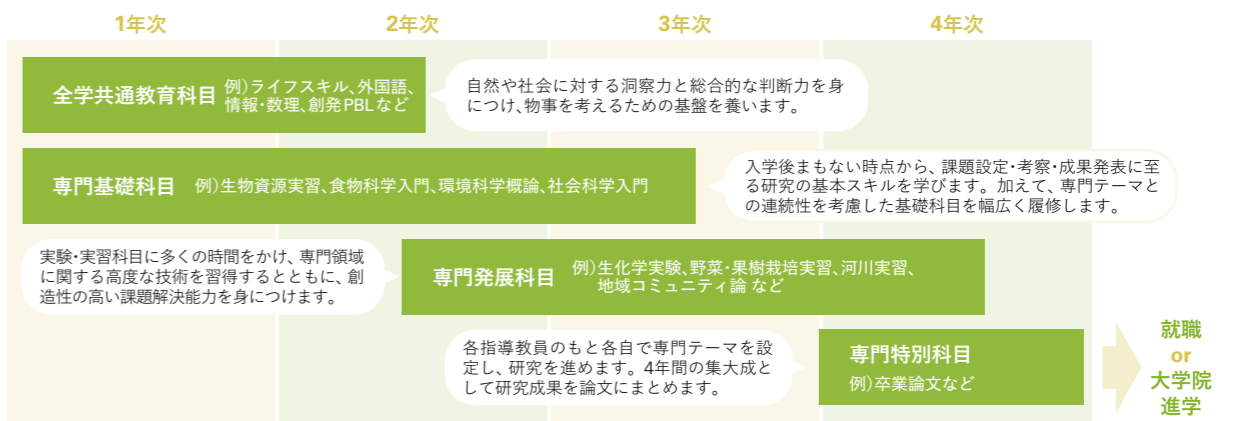 1年次
2年次
3年次
4年次
全学共通教育科目
例)ライフスキル、外国語、
情報・数理、創発PBLなど
自然や社会に対する洞察力と総合的な判断力を身
につけ、物事を考えるための基盤を養います。
専門基礎科目
例)生物資源実習、食物科学入門、環境科学概論、社会科学入門
入学後まもない時点から、課題設定・考察・成果発表に至
る研究の基本スキルを学びます。加えて、専門テーマと
の連続性を考慮した基礎科目を幅広く履修します。
実験・実習科目に多くの時間をかけ、専門領域
に関する高度な技術を習得するとともに、創
造性の高い課題解決能力を身につけます。
専門発展科目
例)生化学実験、野菜・果樹栽培実習、河川実習、
地域コミュニティ論 など
各指導教員のもと各自で専門テーマを設
定し、研究を進めます。4年間の集大成と
して研究成果を論文にまとめます。
専門特別科目
例)卒業論文など
就職
or
大学院
進学